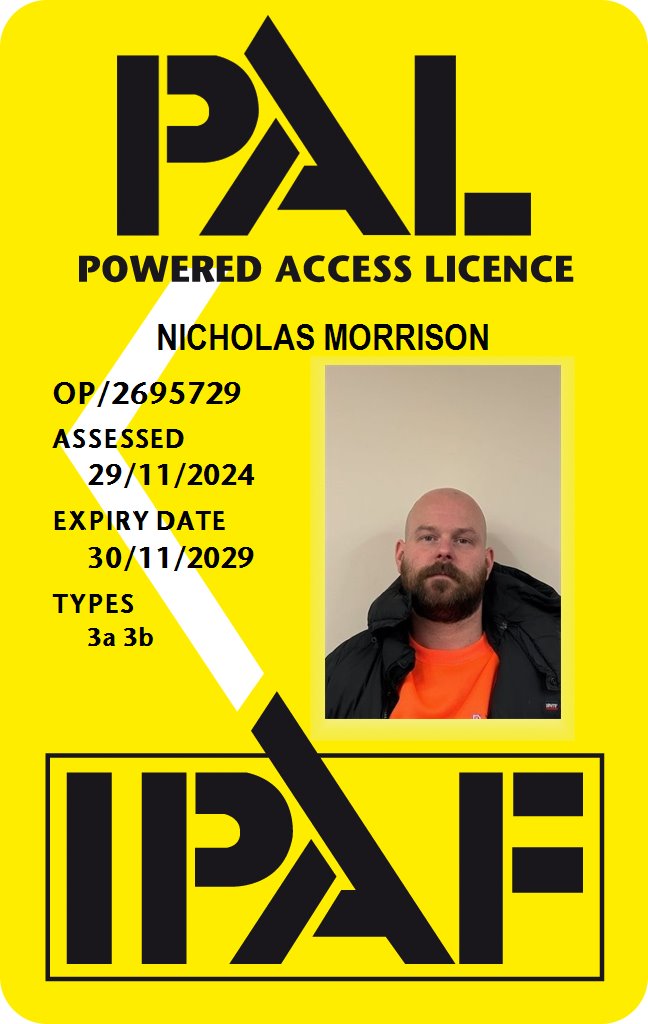 PAL
POWERED ACCESS LICENCE
NICHOLAS MORRISON
OP/2695729
ASSESSED
29/11/2024
EXPIRY DATE
30/11/2029
TYPES
3a 3b
IPAF